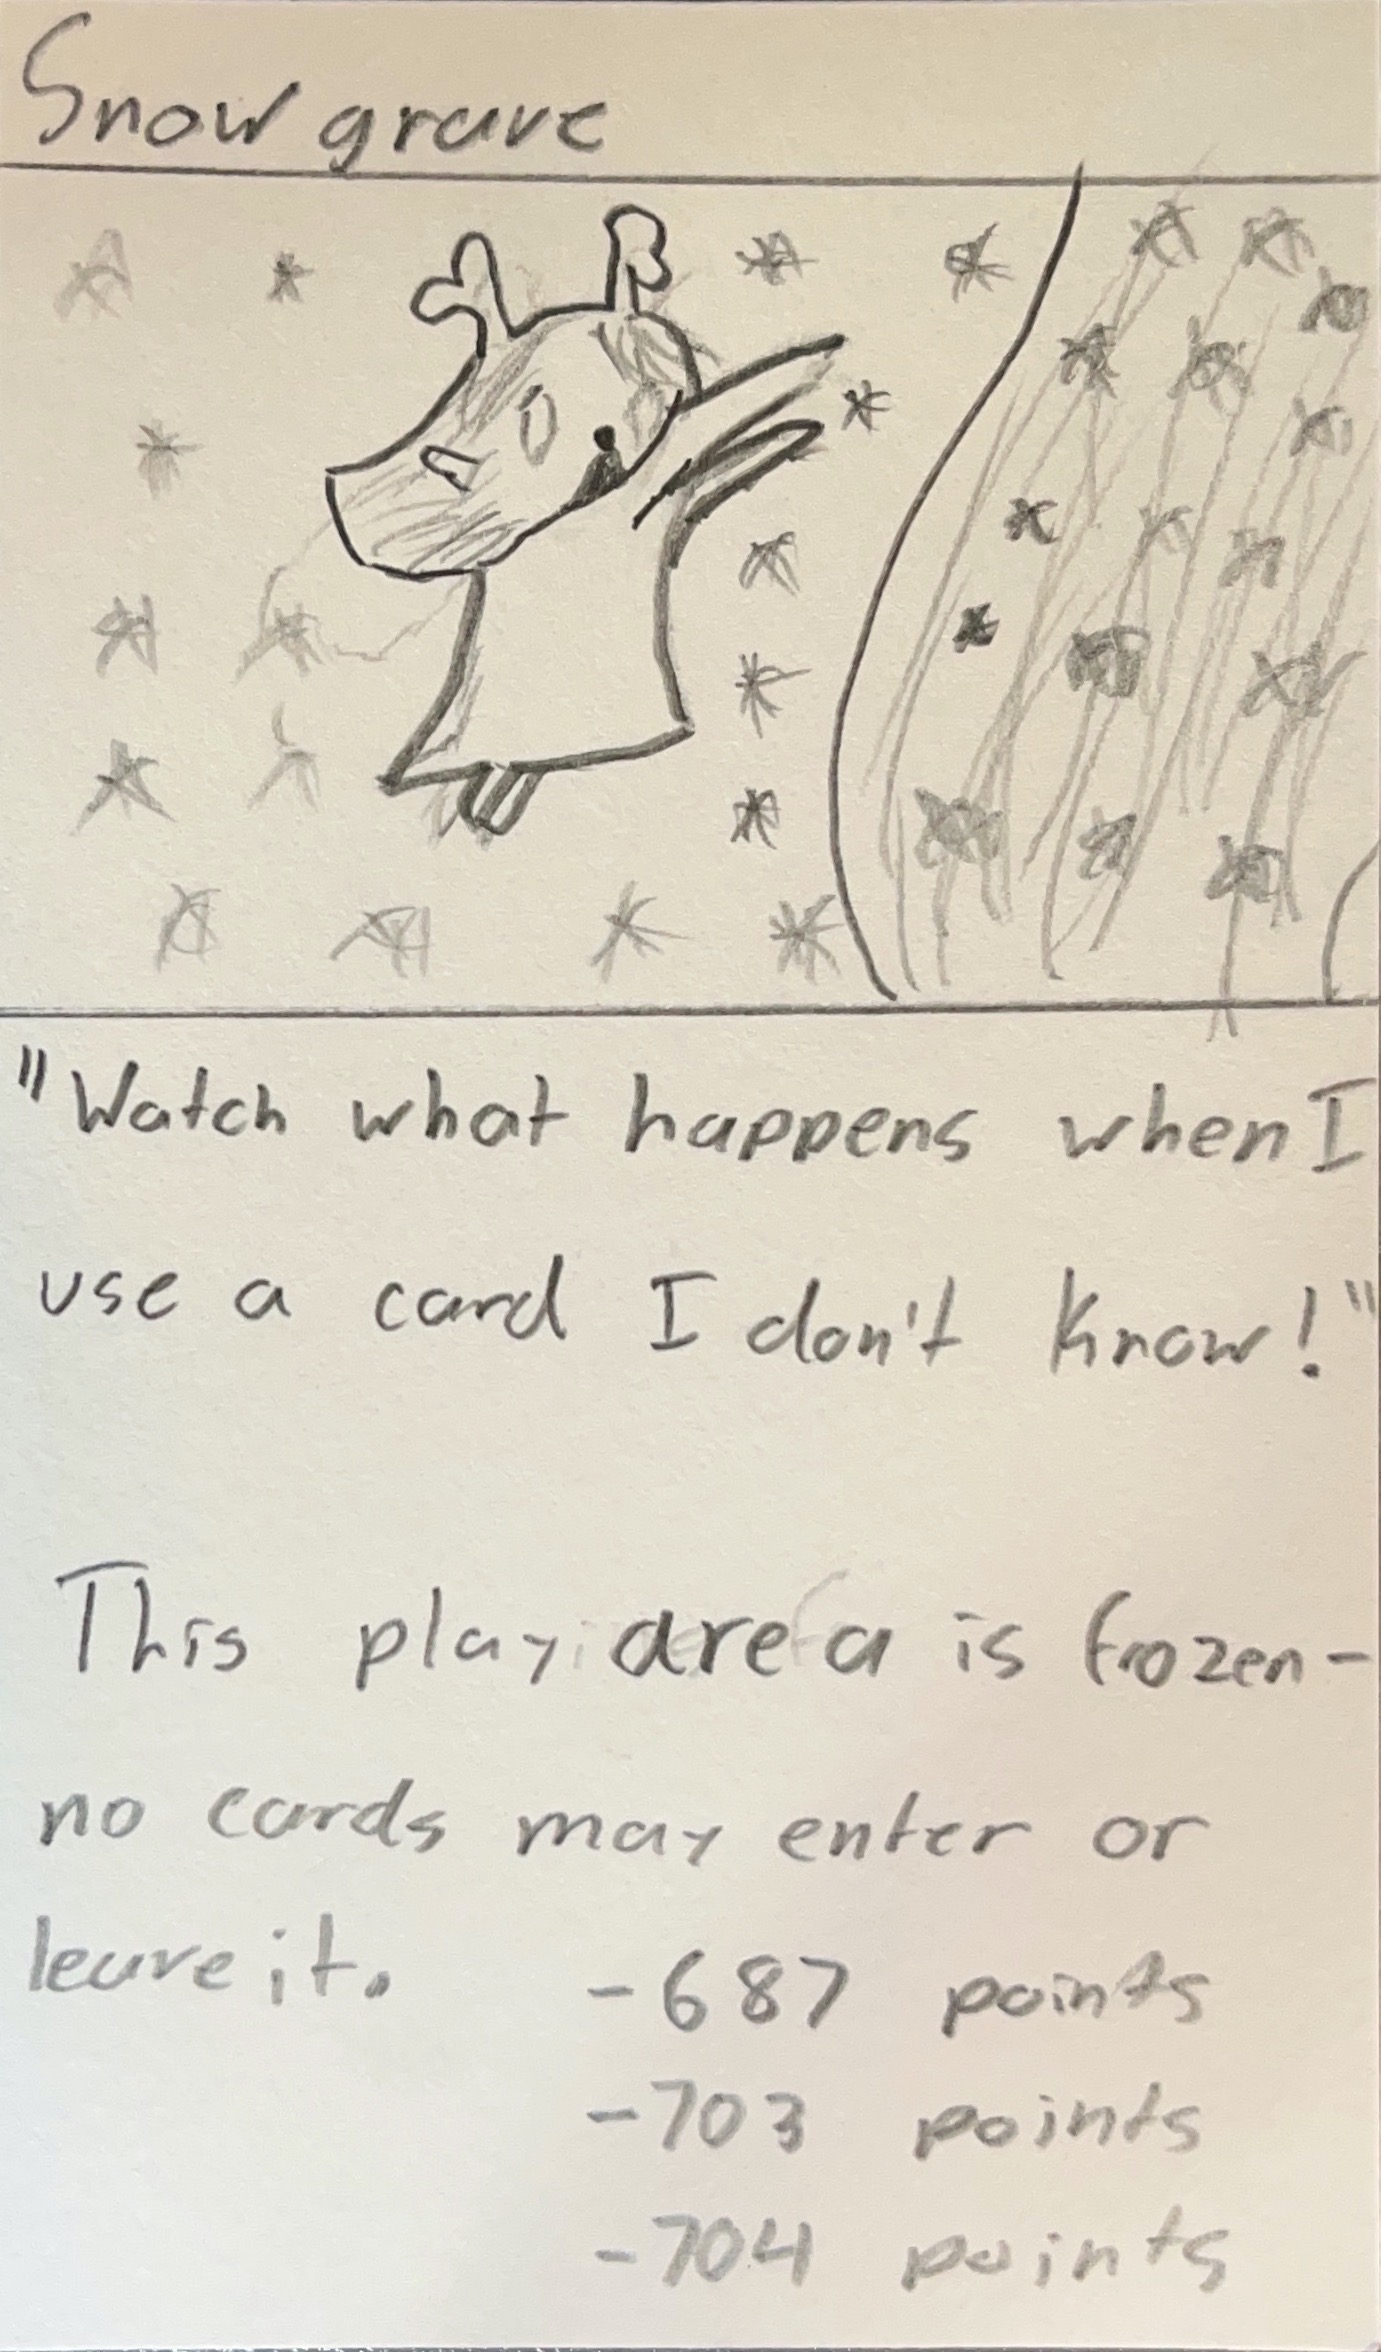 Snowgrave
"Watch what happens when I
use a card I don't know!"
This play area is frozen-
no cards may enter or
leave it.
-687 points
-703 points
-704 points